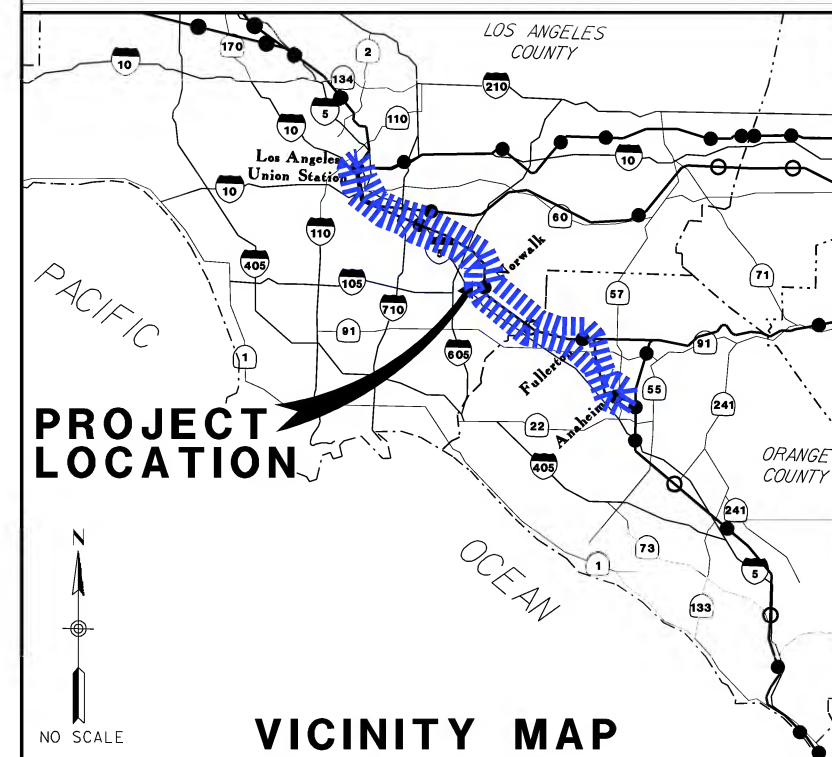 LOS ANGELES
COUNTY
170
2
10
134
210
5
110
10
Los Angeles
Union Station
10
10
60
110
Norwalk
405
5
71
PACIFIC
105
57
710
91
91
1
605
Fullerton
55
241
PROJECT
LOCATION
22
Anaheim
405
ORANGE
COUNTY
241
N
OCEAN
73
1
5
133
NO SCALE
VICINITY MAP